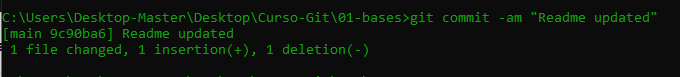 C:\Users\Desktop-Master\Desktop\Curso-Git\01-bases>git commit -am "Readme updated"
[main 9c90ba6] Readme updated
1 file changed, 1 insertion(+), 1 deletion(-)